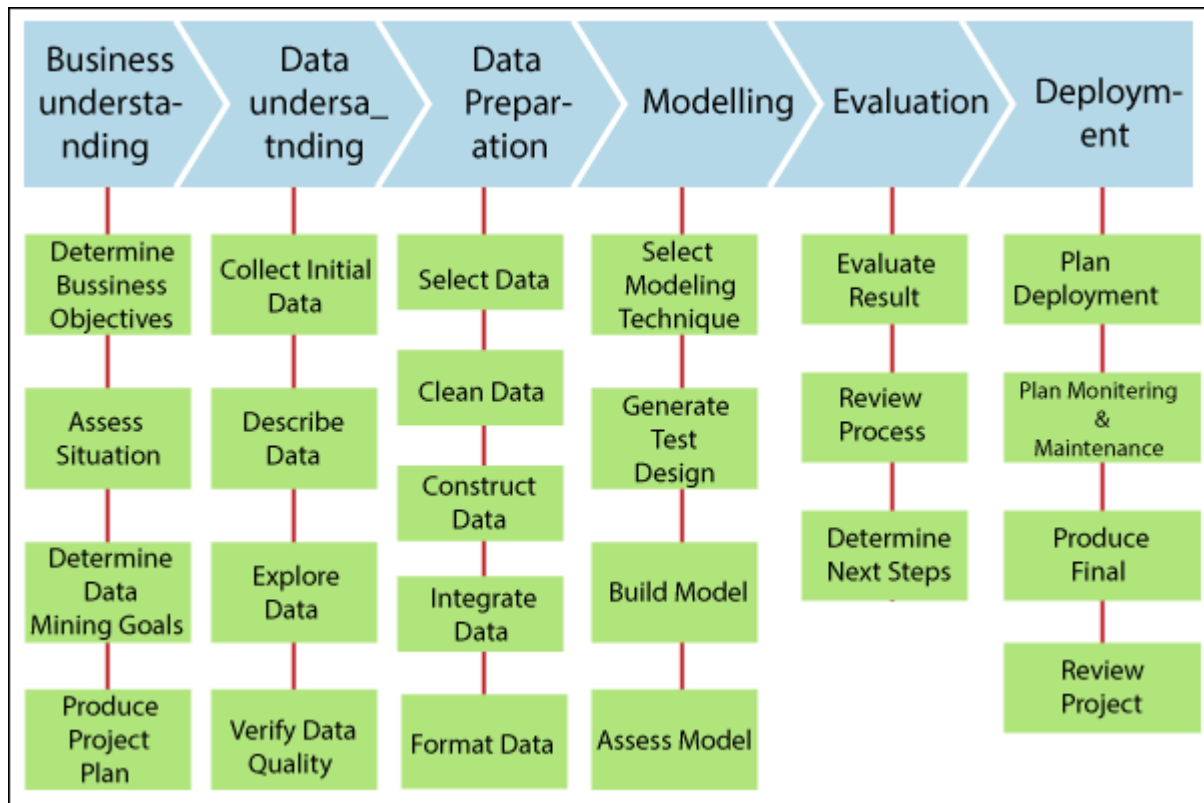 Business
understa-
nding
Data
undersa_
tnding
Data
Prepar-
ation
Modelling
Evaluation
Deploym-
ent
Determine
Bussiness
Objectives
Assess
Situation
Determine
Data
Mining Goals
Produce
Project
Plan
Collect Initial
Data
Describe
Data
Explore
Data
Verify Data
Quality
Select Data
Clean Data
Construct
Data
Integrate
Data
Format Data
Select
Modeling
Technique
Generate
Test
Design
Build Model
Assess Model
Evaluate
Result
Review
Process
Determine
Next Steps
Plan
Deployment
Plan Monitering
&
Maintenance
Produce
Final
Review
Project